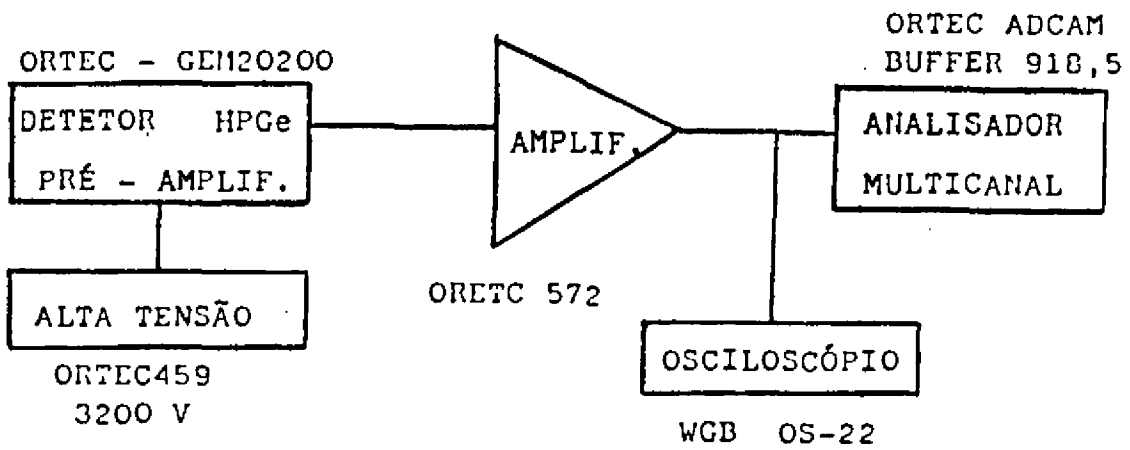 ORTEC ADCAM
BUFFER 918,5
ORTEC - GEM20200
DETETOR HPGe
PRÉ - AMPLIF.
AMPLIF.
ANALISADOR
MULTICANAL
ALTA TENSÃO
ORTEC459
3200 V
ORETC 572
OSCILOSCÓPIO
WGB OS-22